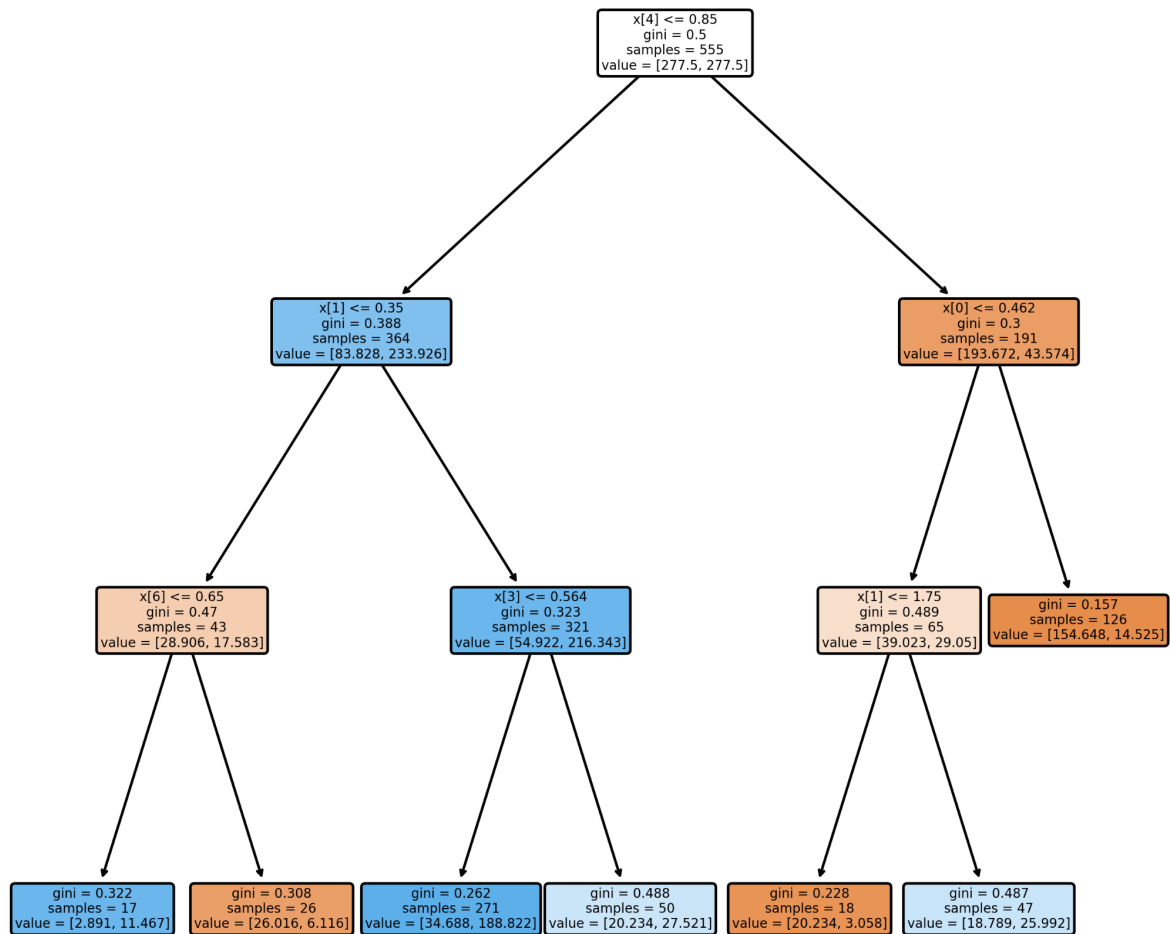 x[4] <= 0.85
gini = 0.5
samples = 555
value = [277.5, 277.5]
x[1] <= 0.35
gini = 0.388
samples = 364
value = [83.828, 233.926]
x[0] <= 0.462
gini = 0.3
samples = 191
value = [193.672, 43.574]
x[6] <= 0.65
gini = 0.47
samples = 43
value = [28.906, 17.583]
x[3] <= 0.564
gini = 0.323
samples = 321
value = [54.922, 216.343]
x[1] <= 1.75
gini = 0.489
samples = 65
value = [39.023, 29.05]
gini = 0.157
samples = 126
value = [154.648, 14.525]
gini = 0.322
samples = 17
value = [2.891, 11.467]
gini = 0.308
samples = 26
value = [26.016, 6.116]
gini = 0.262
samples = 271
value = [34.688, 188.822]
gini = 0.488
samples = 50
value = [20.234, 27.521]
gini = 0.228
samples = 18
value = [20.234, 3.058]
gini = 0.487
samples = 47
value = [18.789, 25.992]